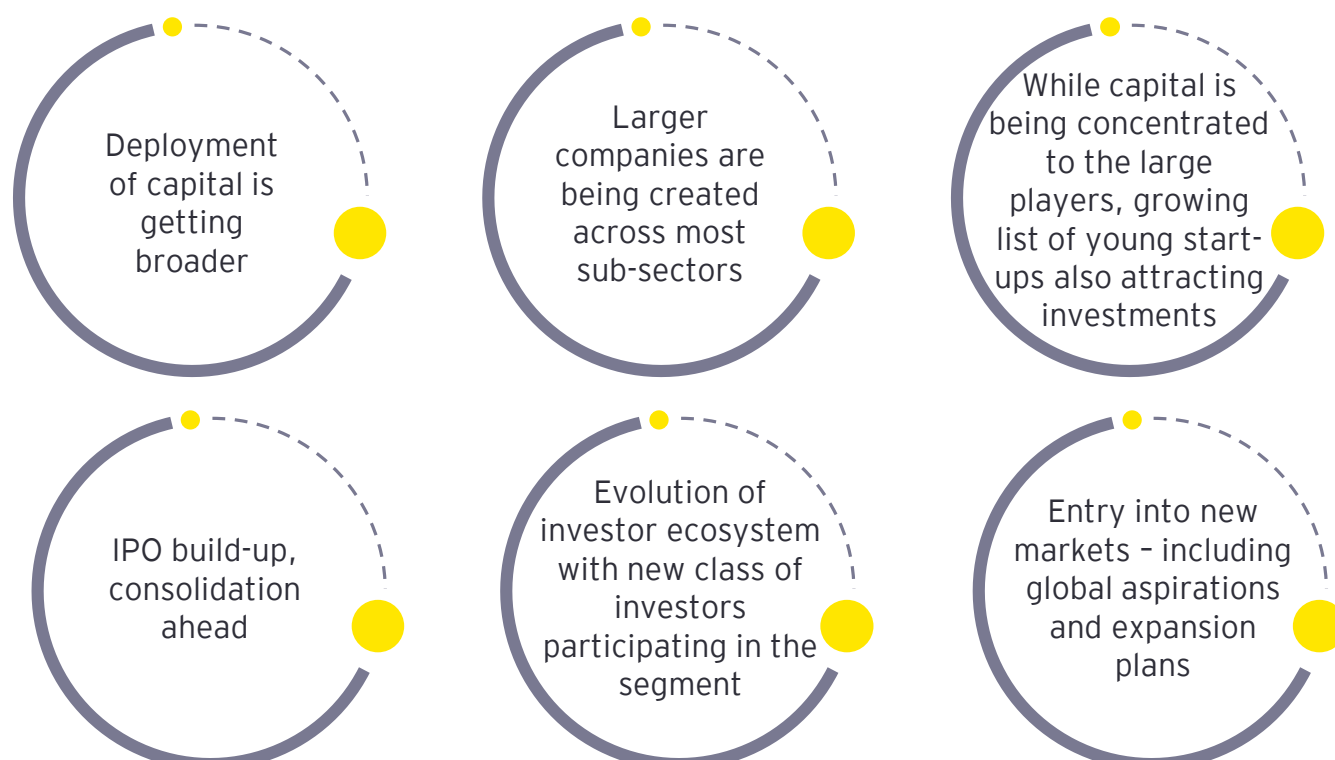 Deployment
of capital is
getting
broader
Larger
companies are
being created
across most
sub-sectors
While capital is
being concentrated
to the large
players, growing
list of young start-
ups also attracting
investments
IPO build-up,
consolidation
ahead
Evolution of
investor ecosystem
with new class of
investors
participating in the
segment
Entry into new
markets – including
global aspirations
and expansion
plans